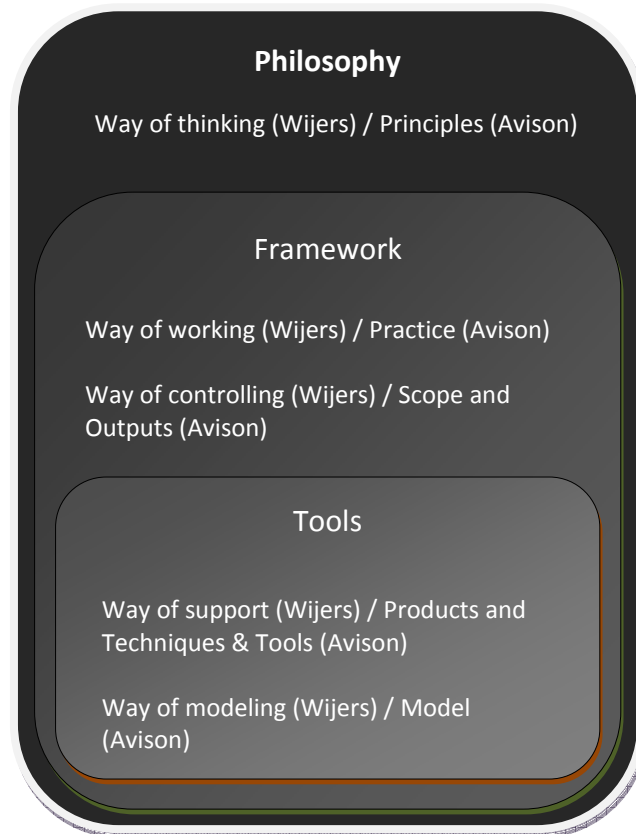 Philosophy
Way of thinking (Wijers) / Principles (Avison)
Framework
Way of working (Wijers) / Practice (Avison)
Way of controlling (Wijers) / Scope and
Outputs (Avison)
Tools
Way of support (Wijers) / Products and
Techniques & Tools (Avison)
Way of modeling (Wijers) / Model
(Avison)